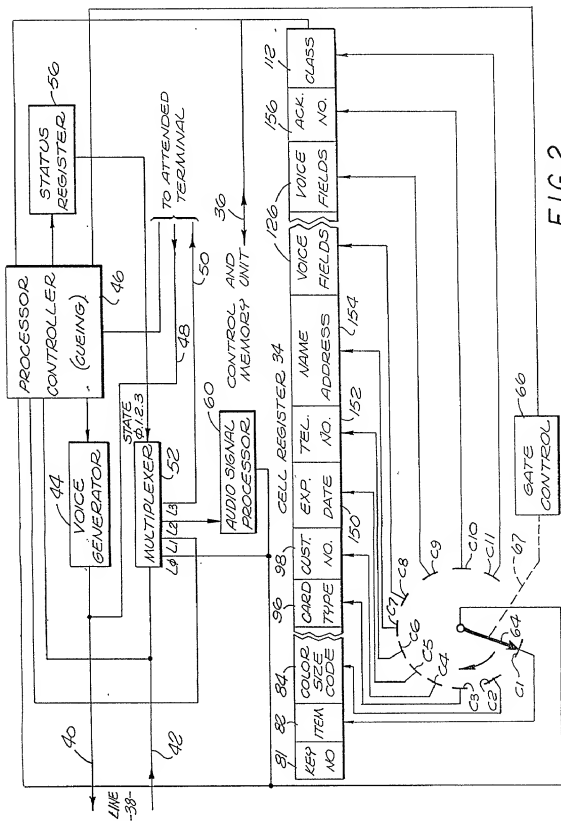 40
LINE
-38-
42
44
VOICE
GENERATOR
PROCESSOR
CONTROLLER
(CUEING)
46
STATUS
REGISTER
56
STATE
Φ,1,2,3
MULTIPLEXER
52
LΦ L1 L2 L3
48
50
TO ATTENDED
TERMINAL
AUDIO SIGNAL
PROCESSOR
60
36
CONTROL AND
MEMORY UNIT
CELL REGISTER 34
81 82 84 96 98 150 152 154 126 156 112
KEY NO
ITEM
COLOR SIZE CODE
CARD TYPE
CUST. NO.
EXP. DATE
TEL. NO.
NAME ADDRESS
VOICE FIELDS
VOICE FIELDS
ACK. NO.
CLASS
C1
C2
C3
C4
C5
C6
C7
C8
C9
C10
C11
64
67
GATE
CONTROL
66
FIG. 2